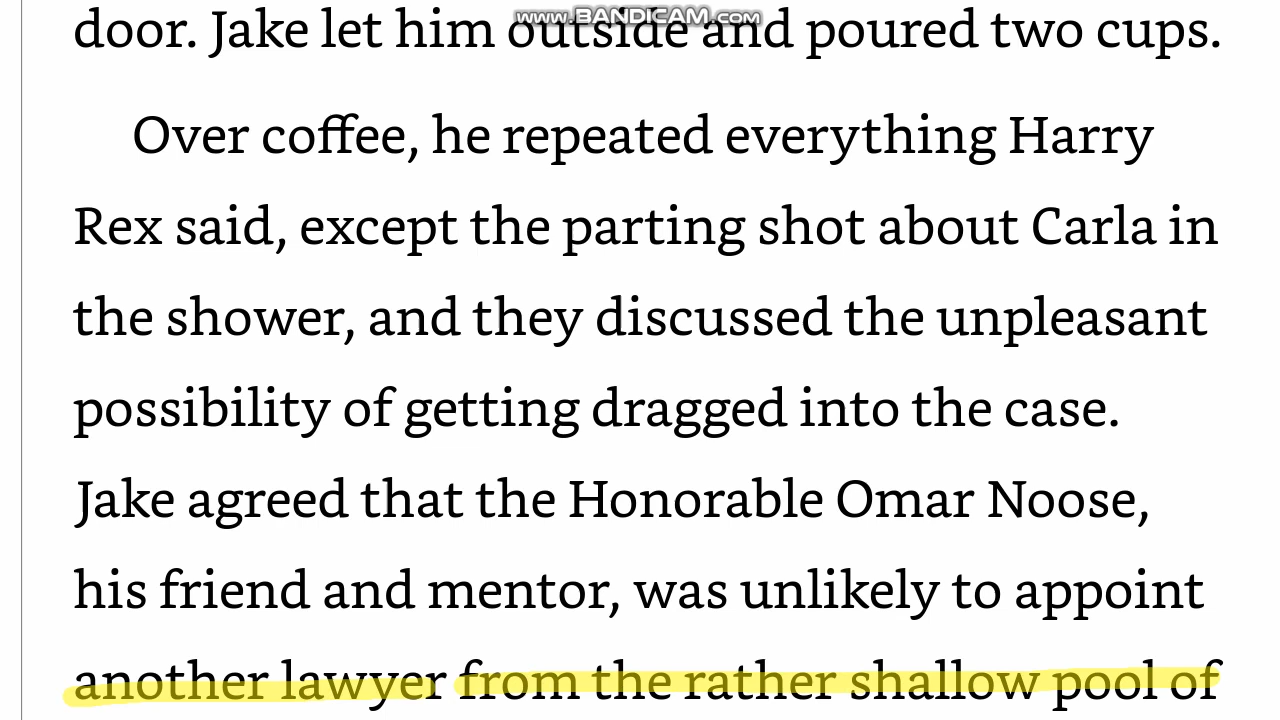 www.BANDICAM.com
door. Jake let him outside and poured two cups.
Over coffee, he repeated everything Harry
Rex said, except the parting shot about Carla in
the shower, and they discussed the unpleasant
possibility of getting dragged into the case.
Jake agreed that the Honorable Omar Noose,
his friend and mentor, was unlikely to appoint
another lawyer from the rather shallow pool of